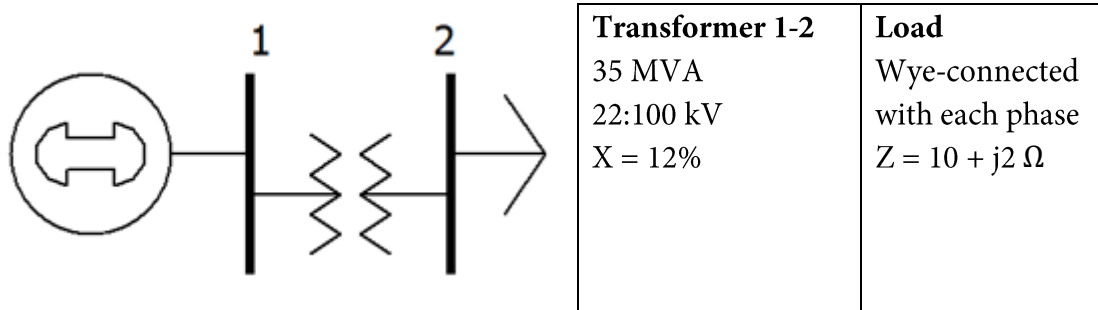 1
2
Transformer 1-2
35 MVA
22:100 kV
X = 12%
Load
Wye-connected
with each phase
Z = 10 + j2 Ω